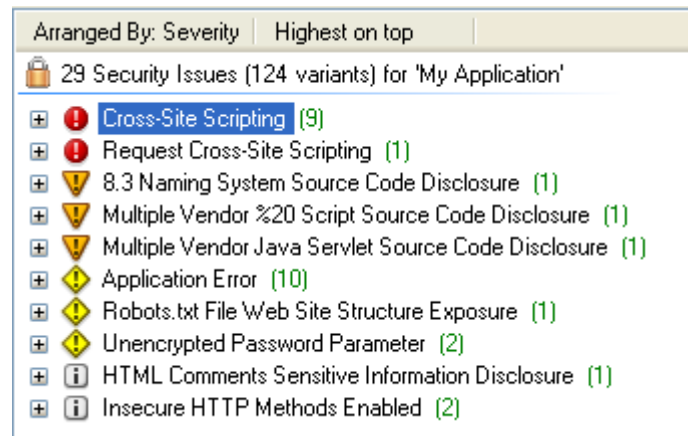 Arranged By: Severity Highest on top
29 Security Issues (124 variants) for 'My Application'
Cross-Site Scripting (9)
Request Cross-Site Scripting (1)
8.3 Naming System Source Code Disclosure (1)
Multiple Vendor %20 Script Source Code Disclosure (1)
Multiple Vendor Java Servlet Source Code Disclosure (1)
Application Error (10)
Robots.txt File Web Site Structure Exposure (1)
Unencrypted Password Parameter (2)
HTML Comments Sensitive Information Disclosure (1)
Insecure HTTP Methods Enabled (2)